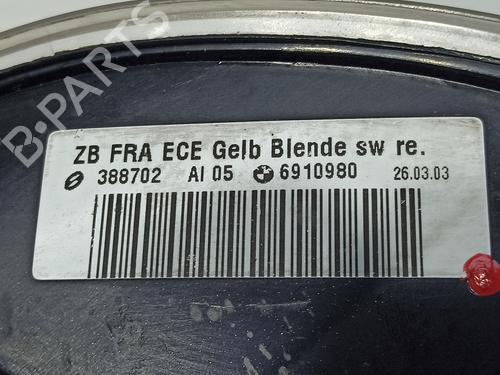 B-PARTS
ZB FRA ECE Gelb Blende sw re.
388702 AI 05 6910980 26.03.03